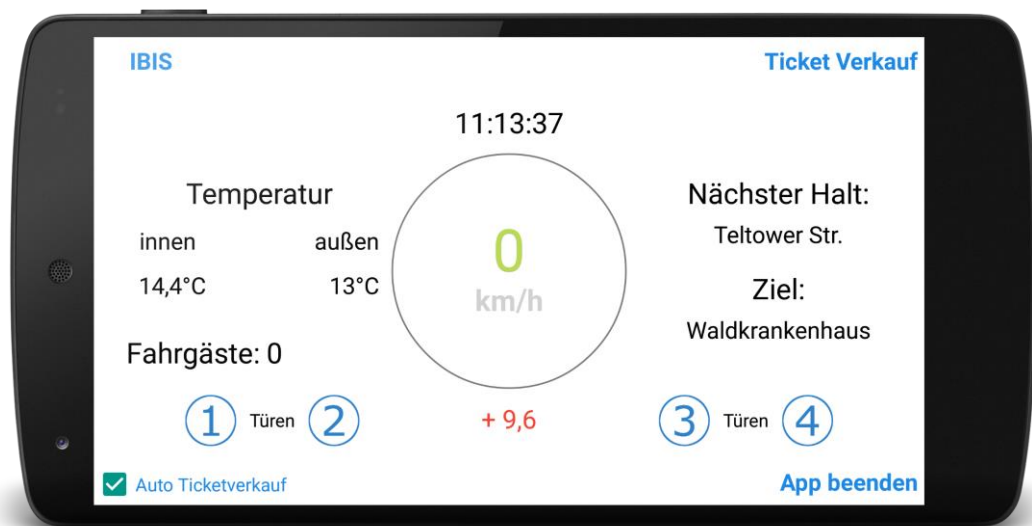 IBIS
Ticket Verkauf
11:13:37
Temperatur
innen außen
14,4°C 13°C
Fahrgäste: 0
0
km/h
Nächster Halt:
Teltower Str.
Ziel:
Waldkrankenhaus
1 Türen 2
+ 9,6
3 Türen 4
Auto Ticketverkauf
App beenden